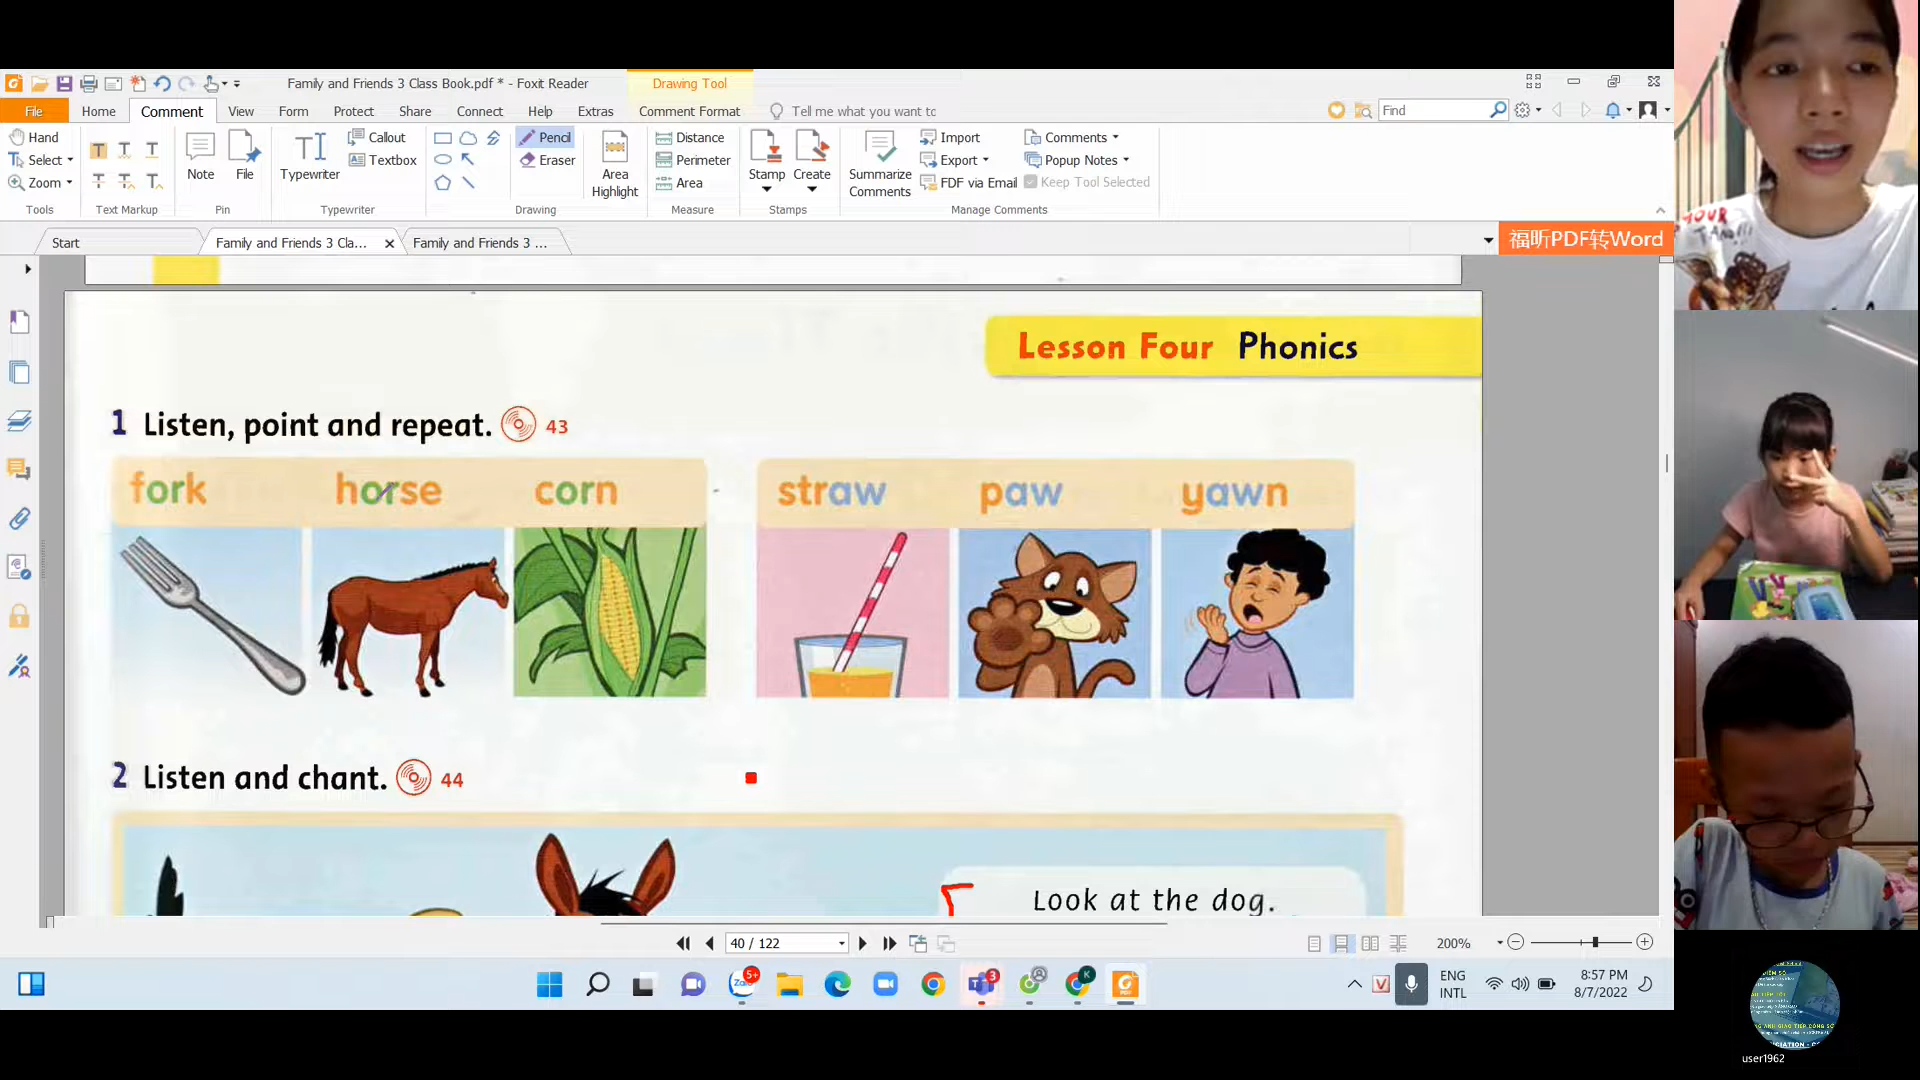 Family and Friends 3 Class Book.pdf * - Foxit Reader
Drawing Tool
File Home Comment View Form Protect Share Connect Help Extras Comment Format Tell me what you want to
Find
Hand
Select
Zoom
Tools
Text Markup
Note
File
Pin
Typewriter
Callout
Textbox
Typewriter
Pencil
Eraser
Drawing
Area
Highlight
Distance
Perimeter
Area
Measure
Stamp
Create
Stamps
Summarize
Comments
Import
Export
FDF via Email
Comments
Popup Notes
Keep Tool Selected
Manage Comments
Start
Family and Friends 3 Cla...
Family and Friends 3 ...
福昕PDF转Word
Lesson Four Phonics
1 Listen, point and repeat. 43
fork horse corn straw paw yawn
2 Listen and chant. 44
Look at the dog.
40 / 122
200%
5+
Zalo
3
K
V
ENG
INTL
8:57 PM
8/7/2022
user1962